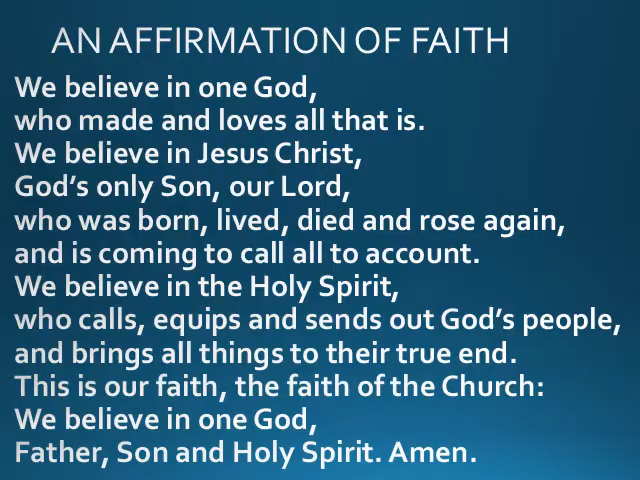 AN AFFIRMATION OF FAITH
We believe in one God,
who made and loves all that is.
We believe in Jesus Christ,
God’s only Son, our Lord,
who was born, lived, died and rose again,
and is coming to call all to account.
We believe in the Holy Spirit,
who calls, equips and sends out God’s people,
and brings all things to their true end.
This is our faith, the faith of the Church:
We believe in one God,
Father, Son and Holy Spirit. Amen.